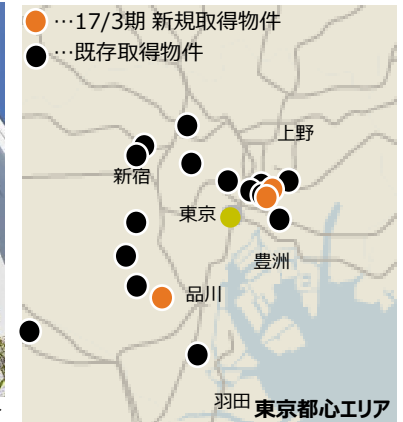 …17/3期 新規取得物件
…既存取得物件
上野
新宿
東京
豊洲
品川
羽田
東京都心エリア